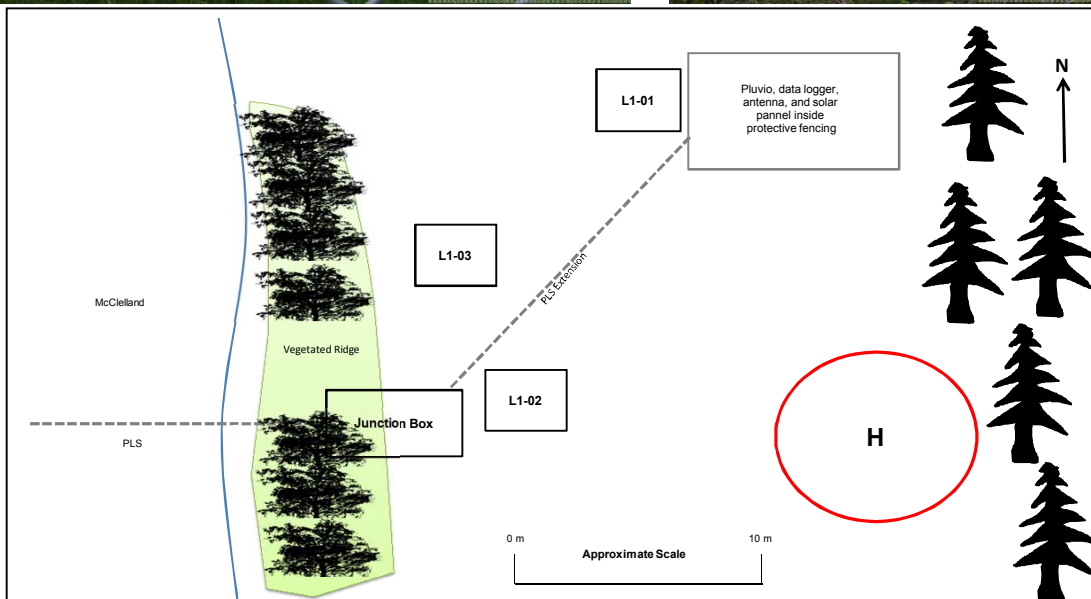 L1-01
Pluvio, data logger,
antenna, and solar
pannel inside
protective fencing
N
L1-03
PLS Extension
McClelland
Vegetated Ridge
L1-02
Junction Box
PLS
H
0 m
10 m
Approximate Scale